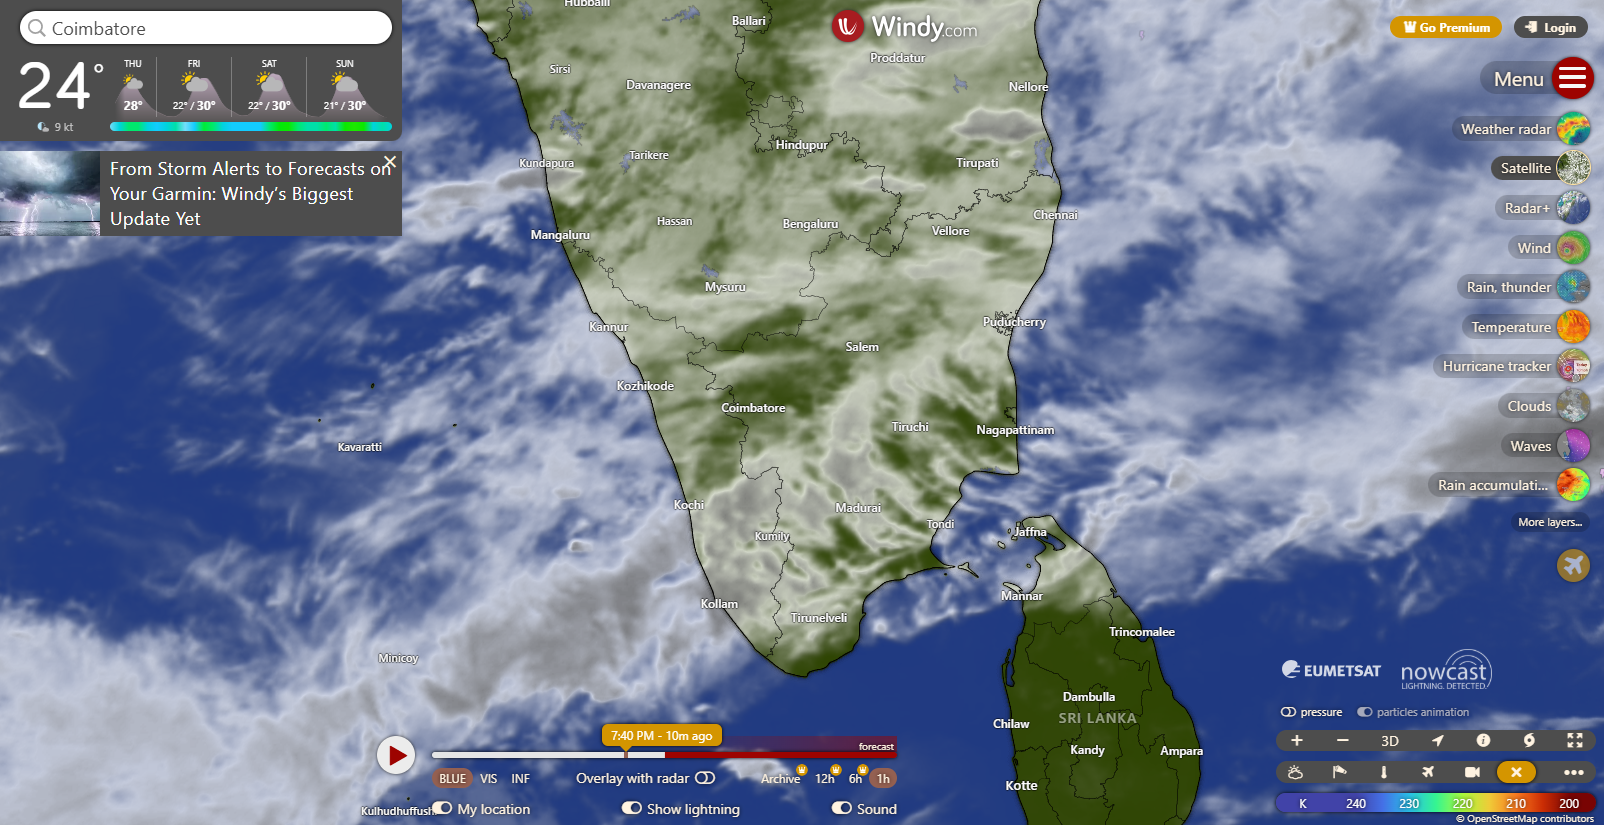 Coimbatore
24°
9 kt
THU
28°
FRI
22° / 30°
SAT
22° / 30°
SUN
21° / 30°
From Storm Alerts to Forecasts on
Your Garmin: Windy's Biggest
Update Yet
Windy.com
Go Premium
Login
Menu
Weather radar
Satellite
Radar+
Wind
Rain, thunder
Temperature
Hurricane tracker
Clouds
Waves
Rain accumulati...
More layers...
Hubballi
Ballari
Proddatur
Sirsi
Davanagere
Nellore
Hindupur
Kundapura
Tarikere
Tirupati
Hassan
Bengaluru
Chennai
Mangaluru
Vellore
Mysuru
Kannur
Puducherry
Salem
Kozhikode
Coimbatore
Tiruchi
Nagapattinam
Kavaratti
Kochi
Madurai
Tondi
Kumily
Jaffna
Mannar
Kollam
Tirunelveli
Trincomalee
Minicoy
Dambulla
SRI LANKA
Chilaw
Kandy
Ampara
Kotte
Kulhudhuffush
7:40 PM - 10m ago
forecast
BLUE
VIS
INF
Overlay with radar
Archive
12h
6h
1h
My location
Show lightning
Sound
EUMETSAT
nowcast
LIGHTNING. DETECTED.
pressure
particles animation
+
−
3D
K
240
230
220
210
200
© OpenStreetMap contributors